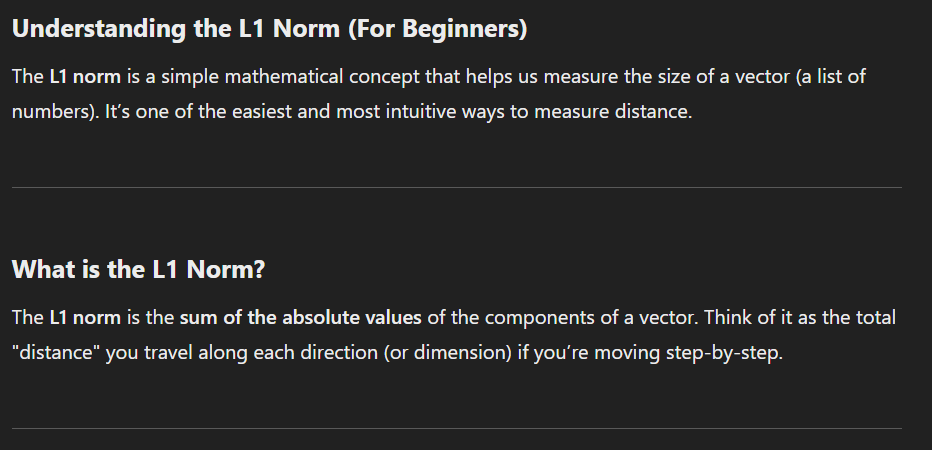 Understanding the L1 Norm (For Beginners)
The L1 norm is a simple mathematical concept that helps us measure the size of a vector (a list of
numbers). It’s one of the easiest and most intuitive ways to measure distance.
What is the L1 Norm?
The L1 norm is the sum of the absolute values of the components of a vector. Think of it as the total
"distance" you travel along each direction (or dimension) if you’re moving step-by-step.